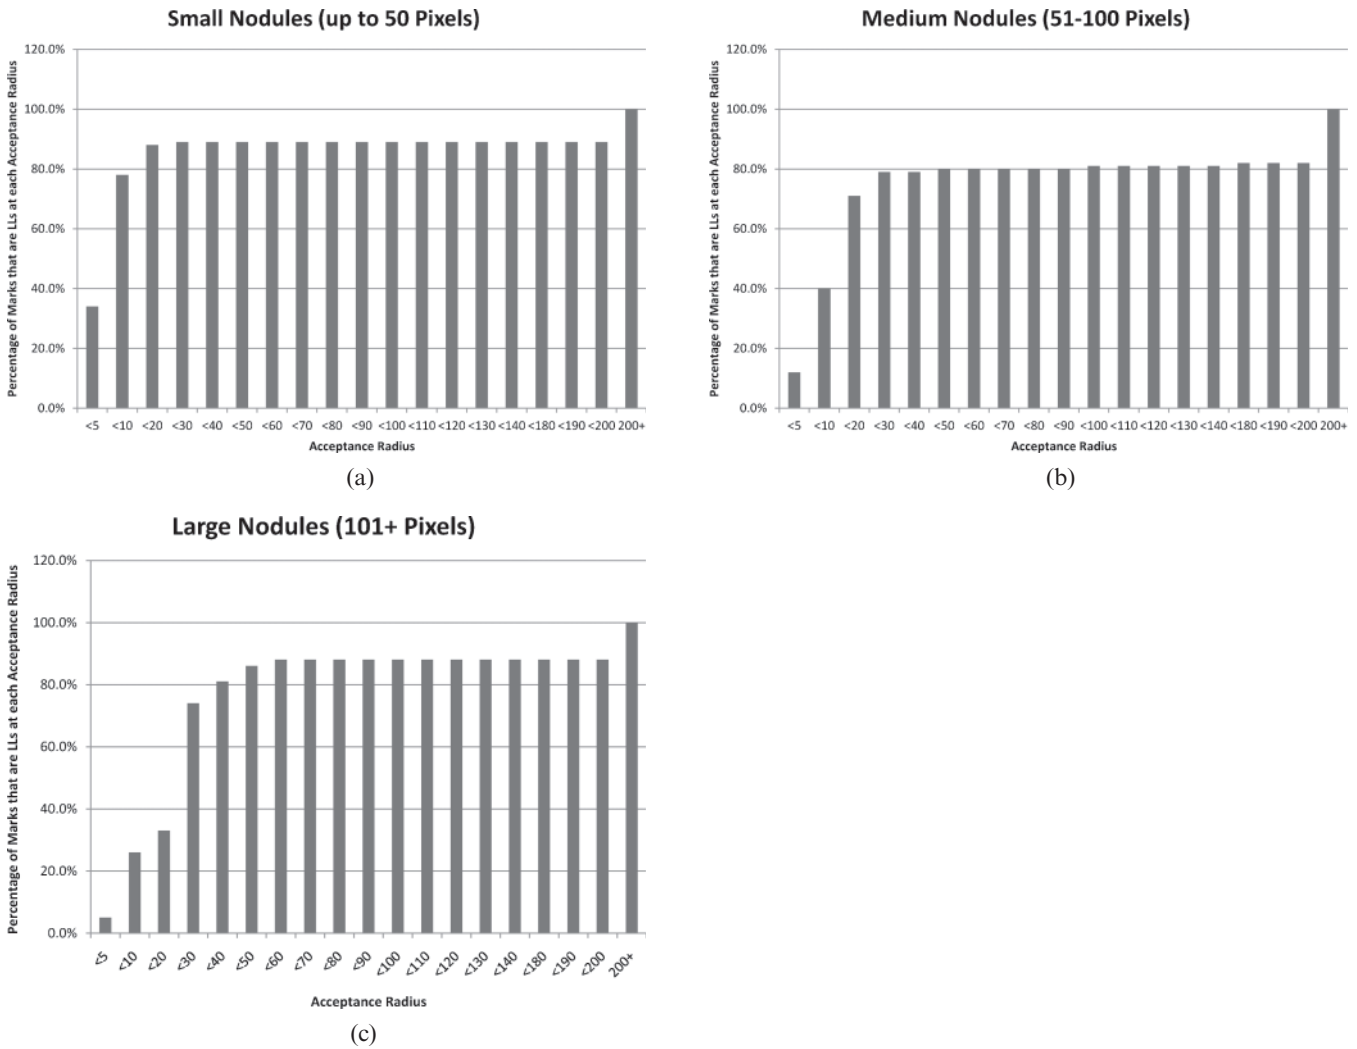 Small Nodules (up to 50 Pixels)
Percentage of Marks that are LLs at each Acceptance Radius
120.0%
100.0%
80.0%
60.0%
40.0%
20.0%
0.0%
<5 <10 <20 <30 <40 <50 <60 <70 <80 <90 <100 <110 <120 <130 <140 <180 <190 <200 200+
Acceptance Radius
(a)
Medium Nodules (51-100 Pixels)
Percentage of Marks that are LLs at each Acceptance Radius
120.0%
100.0%
80.0%
60.0%
40.0%
20.0%
0.0%
<5 <10 <20 <30 <40 <50 <60 <70 <80 <90 <100 <110 <120 <130 <140 <180 <190 <200 200+
Acceptance Radius
(b)
Large Nodules (101+ Pixels)
Percentage of Marks that are LLs at each Acceptance Radius
120.0%
100.0%
80.0%
60.0%
40.0%
20.0%
0.0%
<5 <10 <20 <30 <40 <50 <60 <70 <80 <90 <100 <110 <120 <130 <140 <180 <190 <200 200+
Acceptance Radius
(c)